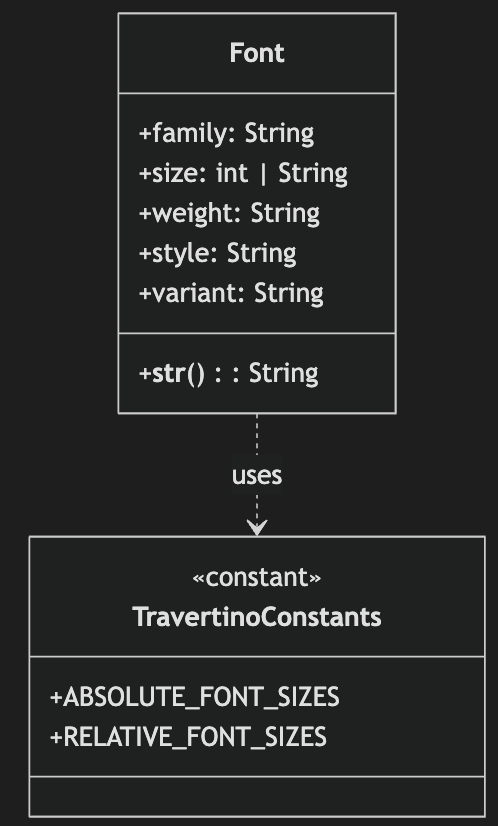 Font
+family: String
+size: int | String
+weight: String
+style: String
+variant: String
+str() : : String
uses
«constant»
TravertinoConstants
+ABSOLUTE_FONT_SIZES
+RELATIVE_FONT_SIZES